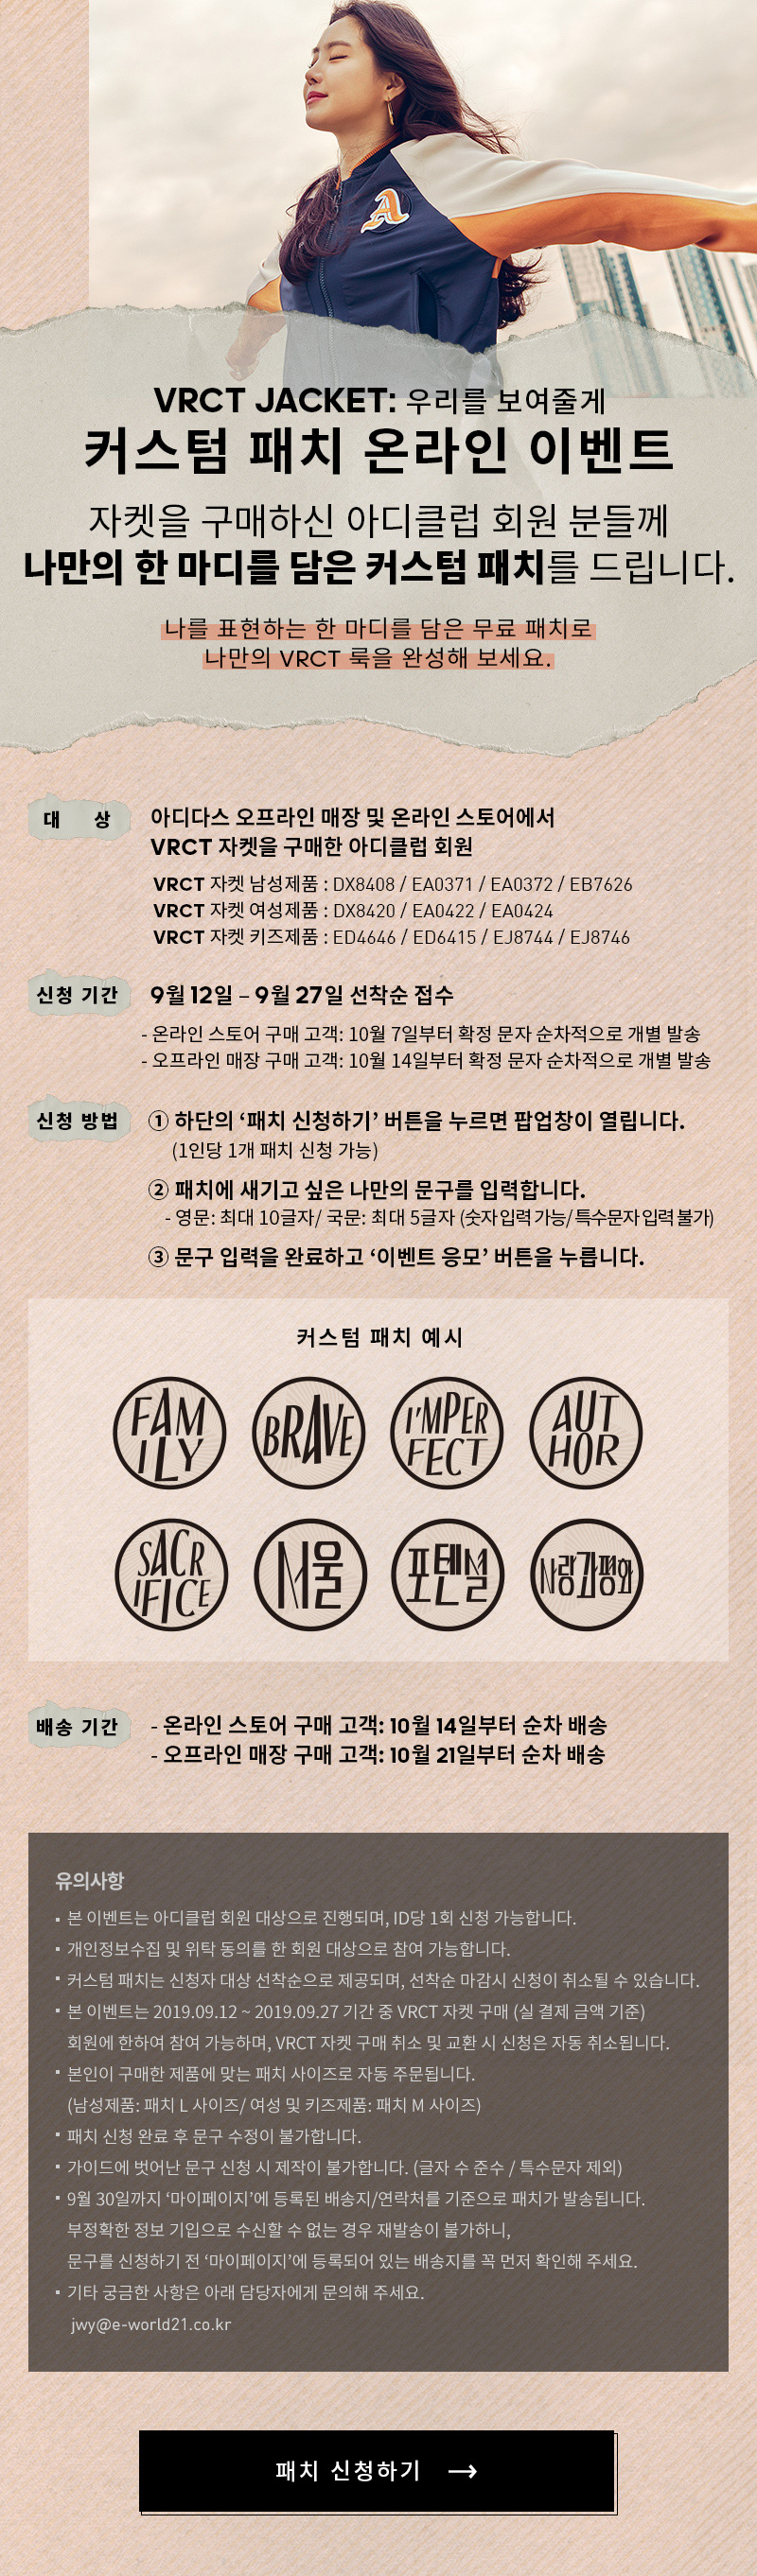 A
VRCT JACKET: 우리를 보여줄게
커스텀 패치 온라인 이벤트
자켓을 구매하신 아디클럽 회원 분들께
나만의 한 마디를 담은 커스텀 패치를 드립니다.
나를 표현하는 한 마디를 담은 무료 패치로
나만의 VRCT 룩을 완성해 보세요.
대 상
아디다스 오프라인 매장 및 온라인 스토어에서
VRCT 자켓을 구매한 아디클럽 회원
VRCT 자켓 남성제품 : DX8408 / EA0371 / EA0372 / EB7626
VRCT 자켓 여성제품 : DX8420 / EA0422 / EA0424
VRCT 자켓 키즈제품 : ED4646 / ED6415 / EJ8744 / EJ8746
신청 기간
9월 12일 – 9월 27일 선착순 접수
- 온라인 스토어 구매 고객: 10월 7일부터 확정 문자 순차적으로 개별 발송
- 오프라인 매장 구매 고객: 10월 14일부터 확정 문자 순차적으로 개별 발송
신청 방법
① 하단의 ‘패치 신청하기’ 버튼을 누르면 팝업창이 열립니다.
(1인당 1개 패치 신청 가능)
② 패치에 새기고 싶은 나만의 문구를 입력합니다.
- 영문: 최대 10글자/ 국문: 최대 5글자 (숫자입력가능/특수문자입력불가)
③ 문구 입력을 완료하고 ‘이벤트 응모’ 버튼을 누릅니다.
커스텀 패치 예시
FAM
ILY
BRAVE
I'MPER
FECT
AUT
HOR
SACR
IFICE
서울
포텐셜
사랑과평화
배송 기간
- 온라인 스토어 구매 고객: 10월 14일부터 순차 배송
- 오프라인 매장 구매 고객: 10월 21일부터 순차 배송
유의사항
▪ 본 이벤트는 아디클럽 회원 대상으로 진행되며, ID당 1회 신청 가능합니다.
▪ 개인정보수집 및 위탁 동의를 한 회원 대상으로 참여 가능합니다.
▪ 커스텀 패치는 신청자 대상 선착순으로 제공되며, 선착순 마감시 신청이 취소될 수 있습니다.
▪ 본 이벤트는 2019.09.12 ~ 2019.09.27 기간 중 VRCT 자켓 구매 (실 결제 금액 기준)
회원에 한하여 참여 가능하며, VRCT 자켓 구매 취소 및 교환 시 신청은 자동 취소됩니다.
▪ 본인이 구매한 제품에 맞는 패치 사이즈로 자동 주문됩니다.
(남성제품: 패치 L 사이즈/ 여성 및 키즈제품: 패치 M 사이즈)
▪ 패치 신청 완료 후 문구 수정이 불가합니다.
▪ 가이드에 벗어난 문구 신청 시 제작이 불가합니다. (글자 수 준수 / 특수문자 제외)
▪ 9월 30일까지 ‘마이페이지’에 등록된 배송지/연락처를 기준으로 패치가 발송됩니다.
부정확한 정보 기입으로 수신할 수 없는 경우 재발송이 불가하니,
문구를 신청하기 전 ‘마이페이지’에 등록되어 있는 배송지를 꼭 먼저 확인해 주세요.
▪ 기타 궁금한 사항은 아래 담당자에게 문의해 주세요.
jwy@e-world21.co.kr
패치 신청하기 →